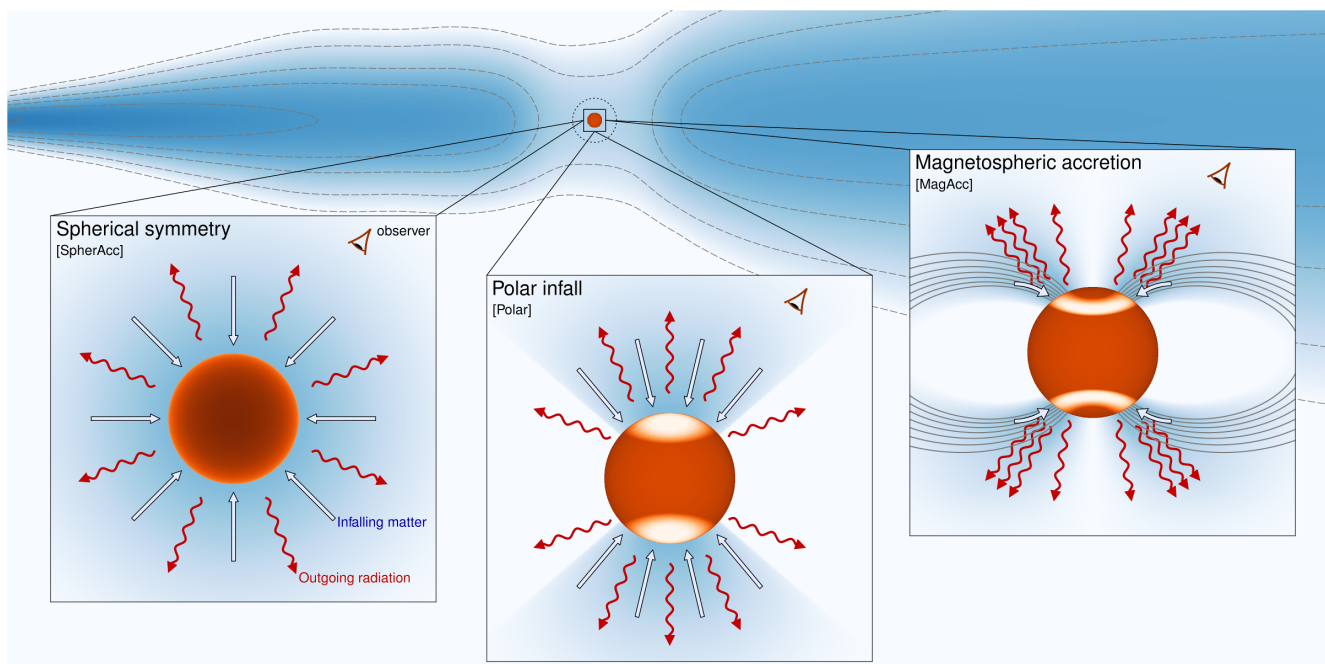 Magnetospheric accretion
[MagAcc]
Spherical symmetry
[SpherAcc]
observer
Polar infall
[Polar]
Infalling matter
Outgoing radiation